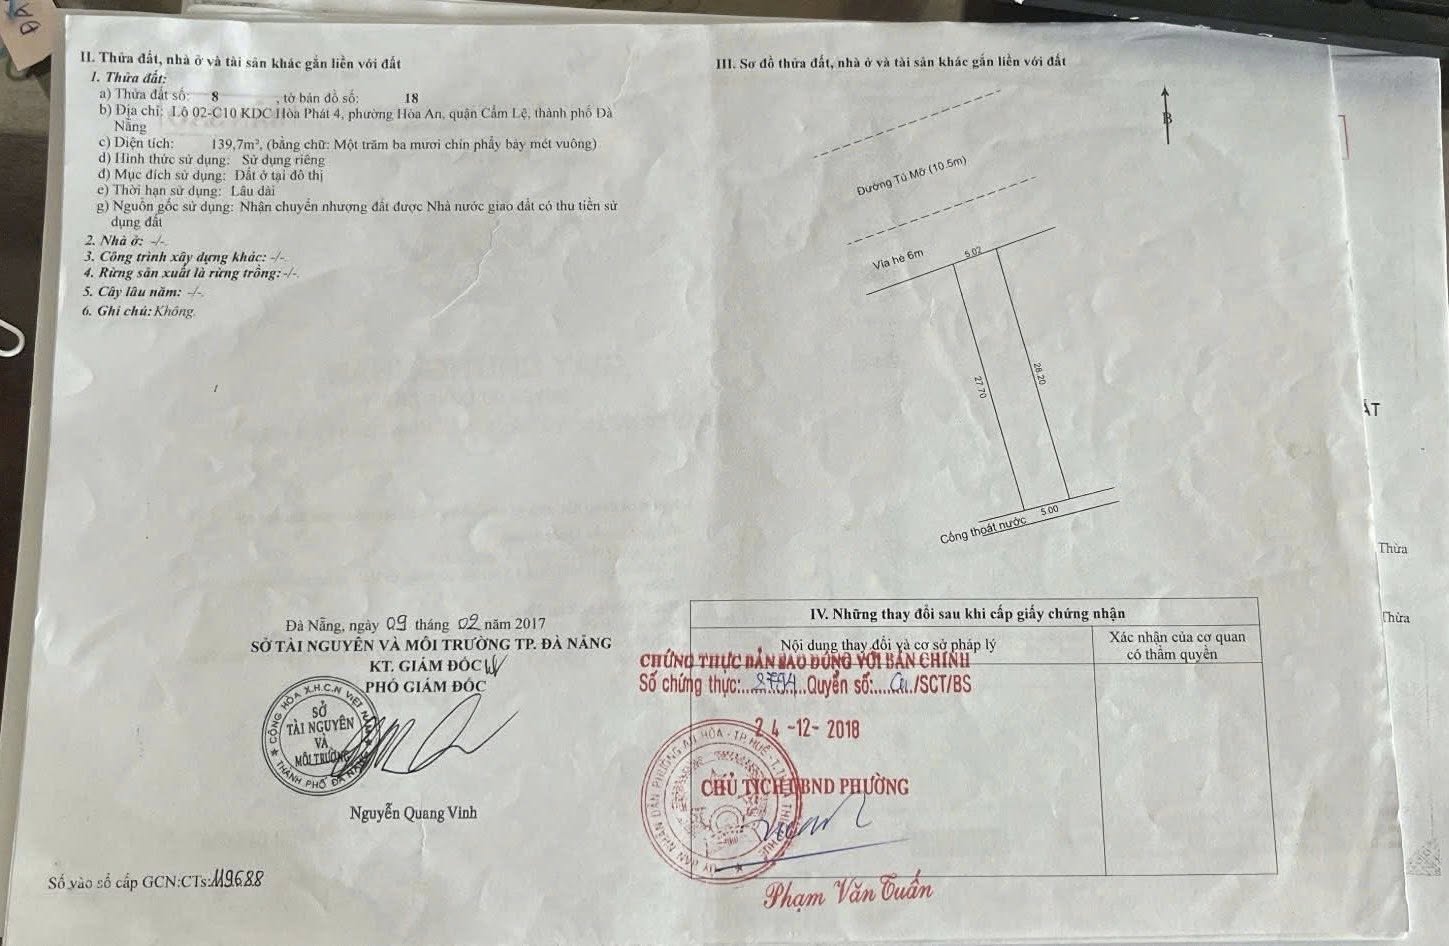 II. Thửa đất, nhà ở và tài sản khác gắn liền với đất
1. Thửa đất:
a) Thửa đất số: 8 , tờ bản đồ số: 18
b) Địa chỉ: Lô 02-C10 KDC Hòa Phát 4, phường Hòa An, quận Cẩm Lệ, thành phố Đà
Nẵng
c) Diện tích: 139,7m², (bằng chữ: Một trăm ba mươi chín phẩy bảy mét vuông)
d) Hình thức sử dụng: Sử dụng riêng
đ) Mục đích sử dụng: Đất ở tại đô thị
e) Thời hạn sử dụng: Lâu dài
g) Nguồn gốc sử dụng: Nhận chuyển nhượng đất được Nhà nước giao đất có thu tiền sử
dụng đất
2. Nhà ở: -/-.
3. Công trình xây dựng khác: -/-.
4. Rừng sản xuất là rừng trồng: -/-.
5. Cây lâu năm: -/-.
6. Ghi chú: Không.
Đà Nẵng, ngày 09 tháng 02 năm 2017
SỞ TÀI NGUYÊN VÀ MÔI TRƯỜNG TP. ĐÀ NẴNG
KT. GIÁM ĐỐC
PHÓ GIÁM ĐỐC
CỘNG HÒA X.H.C.N VIỆT NAM
SỞ
TÀI NGUYÊN
VÀ
MÔI TRƯỜNG
THÀNH PHỐ ĐÀ NẴNG
Nguyễn Quang Vinh
Số vào sổ cấp GCN:CTs:119688
III. Sơ đồ thửa đất, nhà ở và tài sản khác gắn liền với đất
B
Đường Tú Mỡ (10.5m)
Vỉa hè 6m
5.02
27.70
28.20
5.00
Cống thoát nước
IV. Những thay đổi sau khi cấp giấy chứng nhận
Nội dung thay đổi và cơ sở pháp lý
Xác nhận của cơ quan
có thẩm quyền
CHỨNG THỰC BẢN SAO ĐÚNG VỚI BẢN CHÍNH
Số chứng thực:..........Quyển số:........../SCT/BS
24 -12- 2018
CHỦ TỊCH UBND PHƯỜNG
Phạm Văn Tuấn
ẤT
Thửa
Thửa